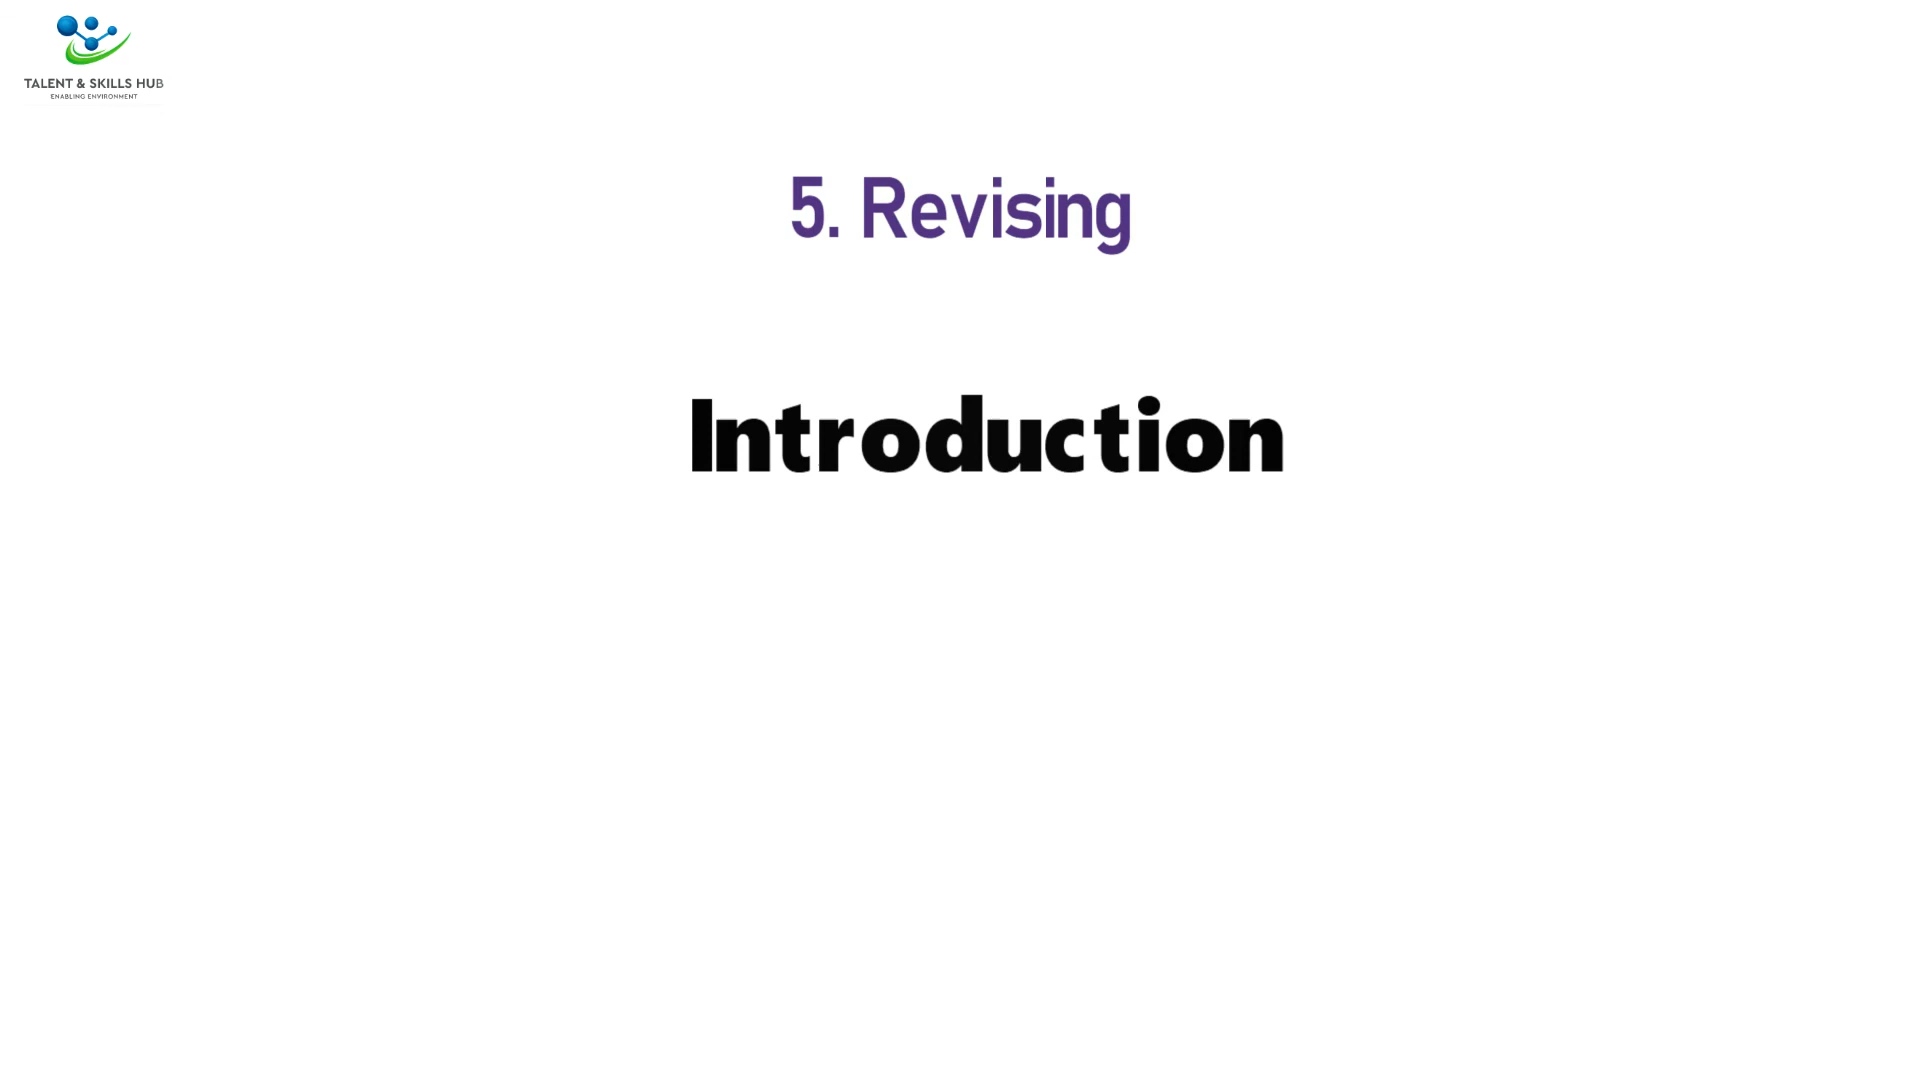 TALENT & SKILLS HUB
ENABLING ENVIRONMENT
5. Revising
Introduction